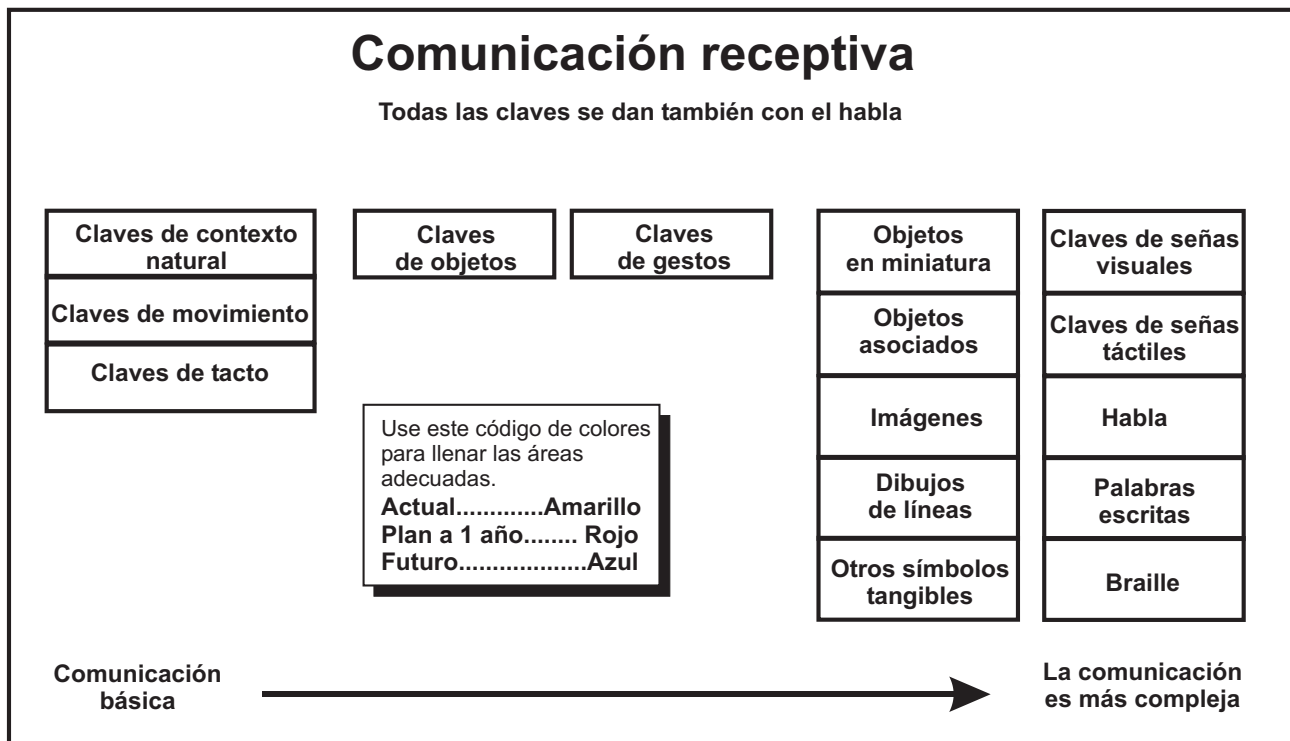 Comunicación receptiva
Todas las claves se dan también con el habla
Claves de contexto
natural
Claves de movimiento
Claves de tacto
Claves
de objetos
Claves
de gestos
Use este código de colores
para llenar las áreas
adecuadas.
Actual.............Amarillo
Plan a 1 año........ Rojo
Futuro...................Azul
Objetos
en miniatura
Objetos
asociados
Imágenes
Dibujos
de líneas
Otros símbolos
tangibles
Claves de señas
visuales
Claves de señas
táctiles
Habla
Palabras
escritas
Braille
Comunicación
básica
La comunicación
es más compleja